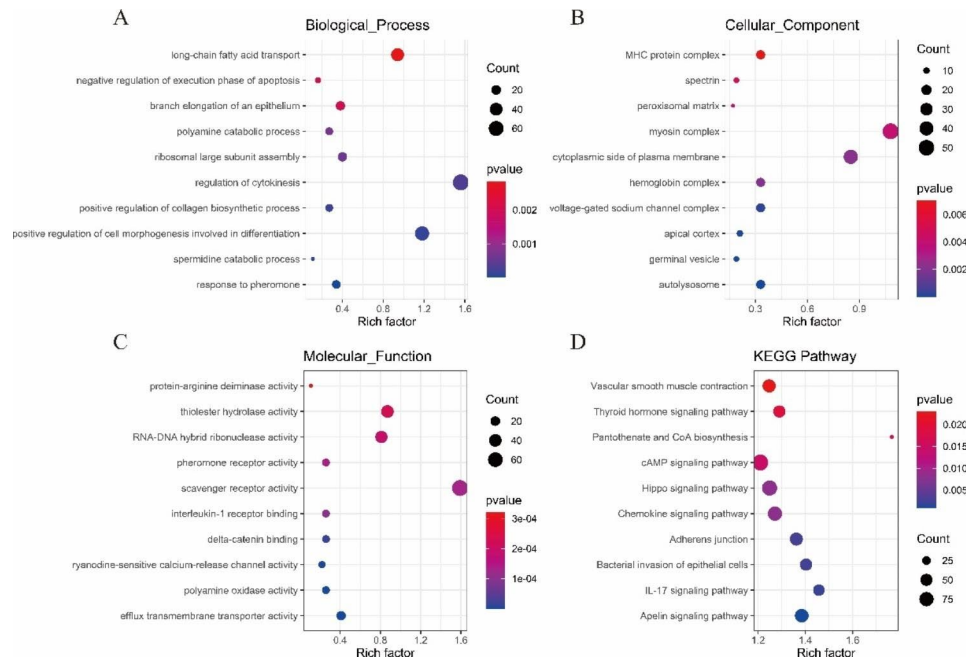 A
Biological_Process
long-chain fatty acid transport
negative regulation of execution phase of apoptosis
branch elongation of an epithelium
polyamine catabolic process
ribosomal large subunit assembly
regulation of cytokinesis
positive regulation of collagen biosynthetic process
positive regulation of cell morphogenesis involved in differentiation
spermidine catabolic process
response to pheromone
0.4 0.8 1.2 1.6
Rich factor
Count
20
40
60
pvalue
0.002
0.001
B
Cellular_Component
MHC protein complex
spectrin
peroxisomal matrix
myosin complex
cytoplasmic side of plasma membrane
hemoglobin complex
voltage-gated sodium channel complex
apical cortex
germinal vesicle
autolysosome
0.3 0.6 0.9
Rich factor
Count
10
20
30
40
50
pvalue
0.006
0.004
0.002
C
Molecular_Function
protein-arginine deiminase activity
thiolester hydrolase activity
RNA-DNA hybrid ribonuclease activity
pheromone receptor activity
scavenger receptor activity
interleukin-1 receptor binding
delta-catenin binding
ryanodine-sensitive calcium-release channel activity
polyamine oxidase activity
efflux transmembrane transporter activity
0.4 0.8 1.2 1.6
Rich factor
Count
20
40
60
pvalue
3e-04
2e-04
1e-04
D
KEGG Pathway
Vascular smooth muscle contraction
Thyroid hormone signaling pathway
Pantothenate and CoA biosynthesis
cAMP signaling pathway
Hippo signaling pathway
Chemokine signaling pathway
Adherens junction
Bacterial invasion of epithelial cells
IL-17 signaling pathway
Apelin signaling pathway
1.2 1.4 1.6
Rich factor
pvalue
0.020
0.015
0.010
0.005
Count
25
50
75